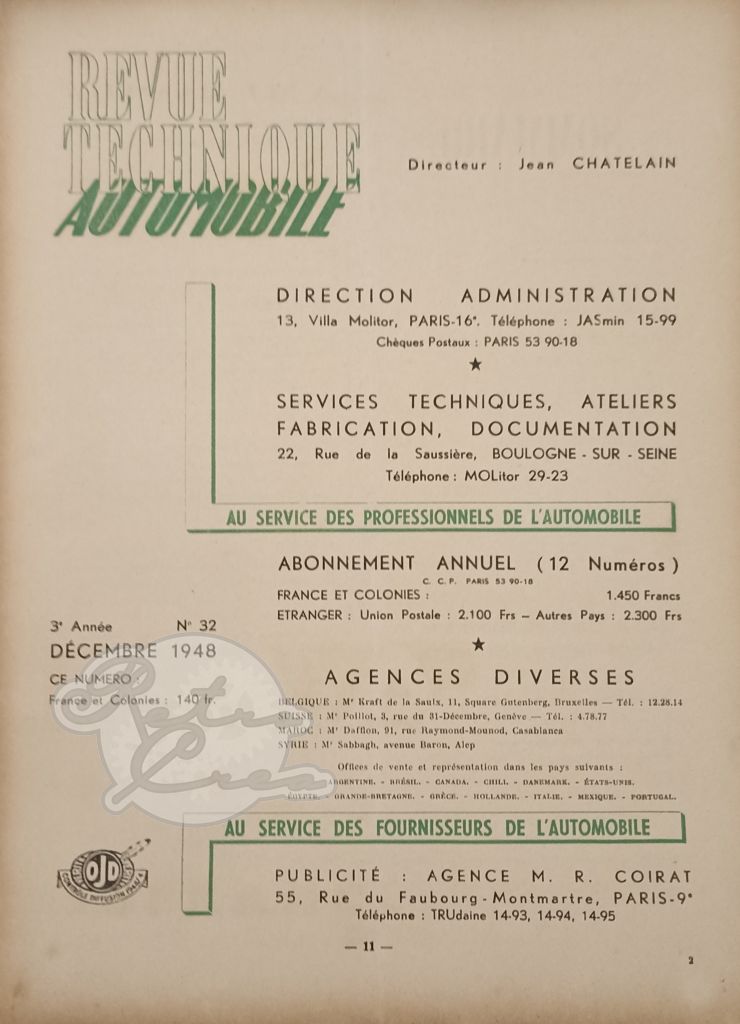 REVUE
TECHNIQUE
AUTOMOBILE
Directeur : Jean CHATELAIN
DIRECTION ADMINISTRATION
13, Villa Molitor, PARIS-16e. Téléphone : JASmin 15-99
Chèques Postaux : PARIS 53 90-18
★
SERVICES TECHNIQUES, ATELIERS
FABRICATION, DOCUMENTATION
22, Rue de la Saussière, BOULOGNE - SUR - SEINE
Téléphone : MOLitor 29-23
AU SERVICE DES PROFESSIONNELS DE L'AUTOMOBILE
ABONNEMENT ANNUEL ( 12 Numéros )
C. C. P. PARIS 53 90-18
FRANCE ET COLONIES : 1.450 Francs
ETRANGER : Union Postale : 2.100 Frs – Autres Pays : 2.300 Frs
★
3e Année N° 32
DÉCEMBRE 1948
CE NUMERO :
France et Colonies : 140 fr.
Retro Crea
AGENCES DIVERSES
BELGIQUE : Mr Kraft de la Saulx, 11, Square Gutenberg, Bruxelles — Tél. : 12.28.14
SUISSE : Mr Poillot, 3, rue du 31-Décembre, Genève — Tél. : 4.78.77
MAROC : Mr Dafflon, 91, rue Raymond-Mounod, Casablanca
SYRIE : Mr Sabbagh, avenue Baron, Alep
Offices de vente et représentation dans les pays suivants :
ARGENTINE. - BRÉSIL. - CANADA. - CHILI. - DANEMARK. - ÉTATS-UNIS.
ÉGYPTE. - GRANDE-BRETAGNE. - GRÈCE. - HOLLANDE. - ITALIE. - MEXIQUE. - PORTUGAL.
AU SERVICE DES FOURNISSEURS DE L'AUTOMOBILE
OJD
CONTRÔLE DIFFUSION
PUBLICITÉ : AGENCE M. R. COIRAT
55, Rue du Faubourg - Montmartre, PARIS-9e
Téléphone : TRUdaine 14-93, 14-94, 14-95
— 11 —
2